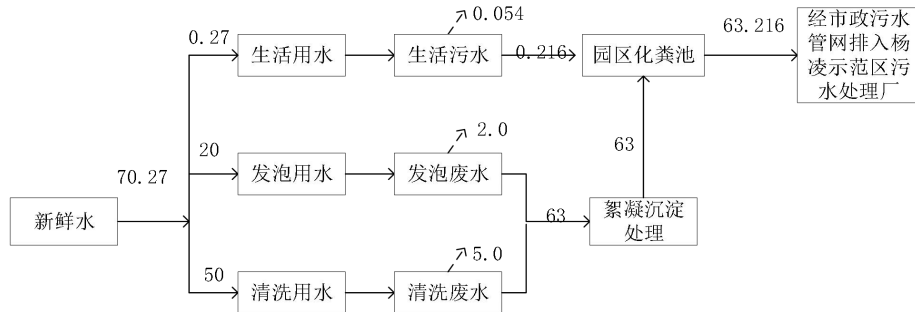 0.054
63.216
经市政污水
管网排入杨
凌示范区污
水处理厂
0.27
生活用水
生活污水
0.216
园区化粪池
20
2.0
63
70.27
发泡用水
发泡废水
新鲜水
63
絮凝沉淀
处理
50
5.0
清洗用水
清洗废水